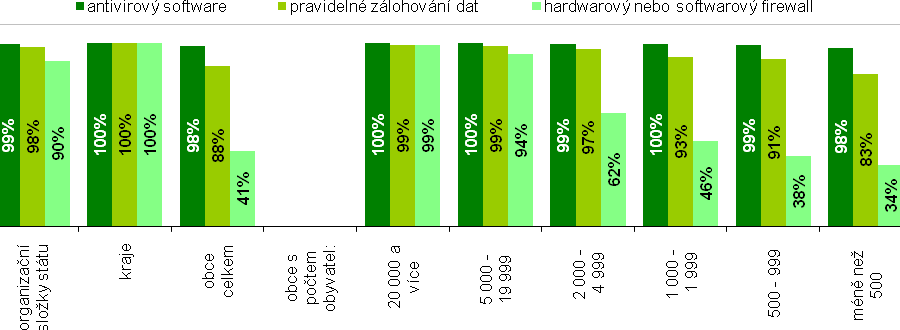 antivirový software
pravidelné zálohování dat
hardwarový nebo softwarový firewall
99%
98%
90%
100%
100%
100%
98%
88%
41%
100%
99%
99%
100%
99%
94%
99%
97%
62%
100%
93%
46%
99%
91%
38%
98%
83%
34%
organizační
složky státu
kraje
obce
celkem
obce s
počtem
obyvatel:
20 000 a
více
5 000 -
19 999
2 000 -
4 999
1 000 -
1 999
500 - 999
méně než
500